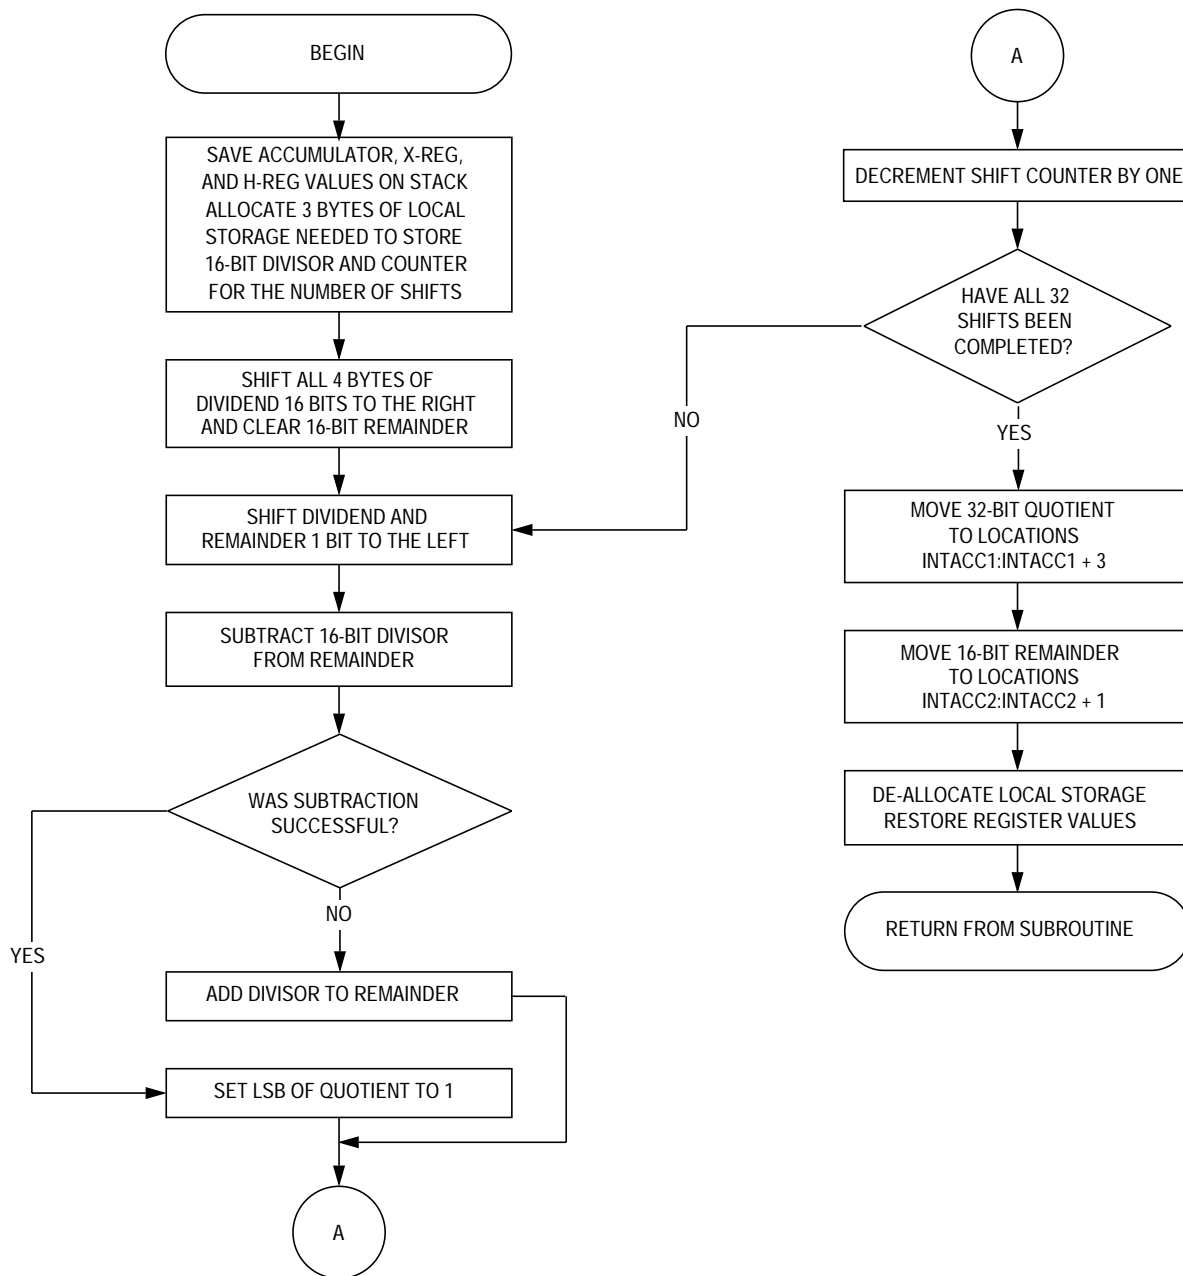 BEGIN
SAVE ACCUMULATOR, X-REG,
AND H-REG VALUES ON STACK
ALLOCATE 3 BYTES OF LOCAL
STORAGE NEEDED TO STORE
16-BIT DIVISOR AND COUNTER
FOR THE NUMBER OF SHIFTS
SHIFT ALL 4 BYTES OF
DIVIDEND 16 BITS TO THE RIGHT
AND CLEAR 16-BIT REMAINDER
SHIFT DIVIDEND AND
REMAINDER 1 BIT TO THE LEFT
SUBTRACT 16-BIT DIVISOR
FROM REMAINDER
WAS SUBTRACTION
SUCCESSFUL?
NO
YES
ADD DIVISOR TO REMAINDER
SET LSB OF QUOTIENT TO 1
A
A
DECREMENT SHIFT COUNTER BY ONE
HAVE ALL 32
SHIFTS BEEN
COMPLETED?
NO
YES
MOVE 32-BIT QUOTIENT
TO LOCATIONS
INTACC1:INTACC1 + 3
MOVE 16-BIT REMAINDER
TO LOCATIONS
INTACC2:INTACC2 + 1
DE-ALLOCATE LOCAL STORAGE
RESTORE REGISTER VALUES
RETURN FROM SUBROUTINE